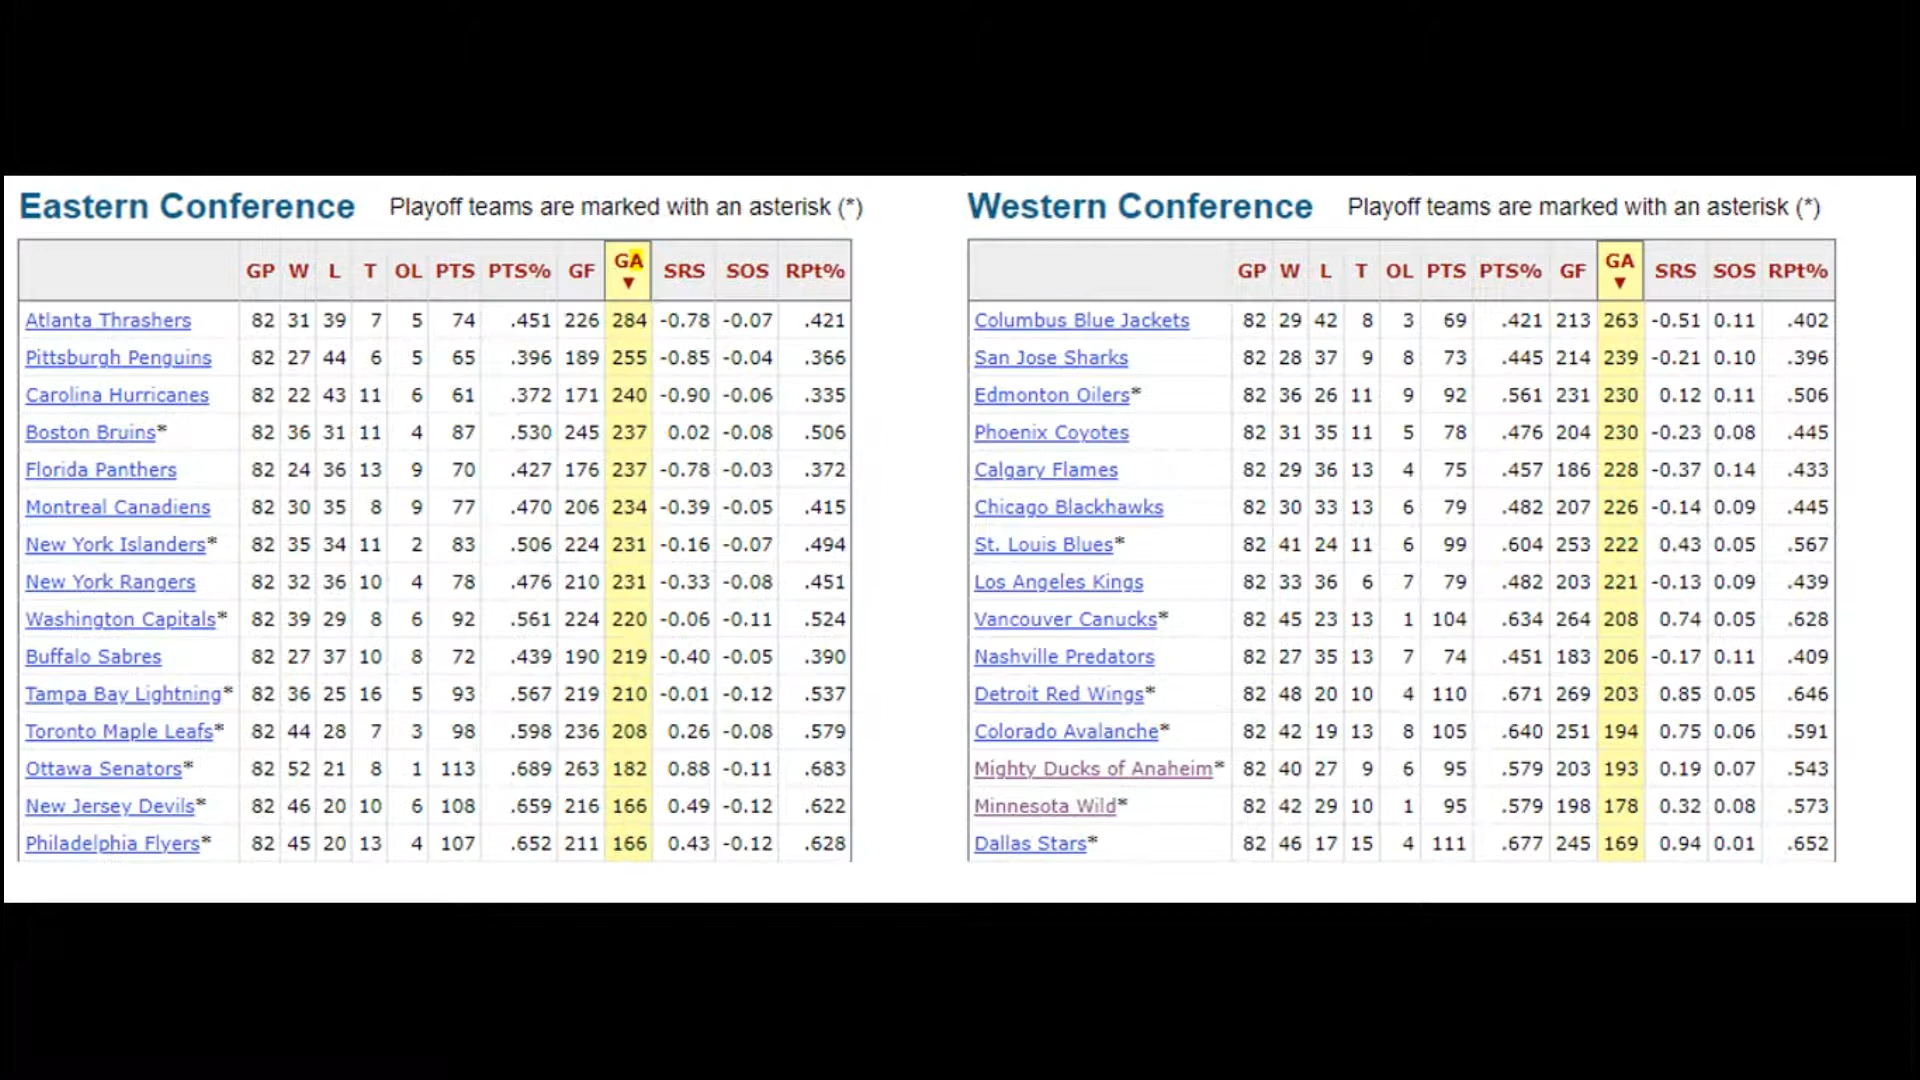 Eastern Conference Playoff teams are marked with an asterisk (*)
GP W L T OL PTS PTS% GF GA ▼ SRS SOS RPt%
Atlanta Thrashers 82 31 39 7 5 74 .451 226 284 -0.78 -0.07 .421
Pittsburgh Penguins 82 27 44 6 5 65 .396 189 255 -0.85 -0.04 .366
Carolina Hurricanes 82 22 43 11 6 61 .372 171 240 -0.90 -0.06 .335
Boston Bruins* 82 36 31 11 4 87 .530 245 237 0.02 -0.08 .506
Florida Panthers 82 24 36 13 9 70 .427 176 237 -0.78 -0.03 .372
Montreal Canadiens 82 30 35 8 9 77 .470 206 234 -0.39 -0.05 .415
New York Islanders* 82 35 34 11 2 83 .506 224 231 -0.16 -0.07 .494
New York Rangers 82 32 36 10 4 78 .476 210 231 -0.33 -0.08 .451
Washington Capitals* 82 39 29 8 6 92 .561 224 220 -0.06 -0.11 .524
Buffalo Sabres 82 27 37 10 8 72 .439 190 219 -0.40 -0.05 .390
Tampa Bay Lightning* 82 36 25 16 5 93 .567 219 210 -0.01 -0.12 .537
Toronto Maple Leafs* 82 44 28 7 3 98 .598 236 208 0.26 -0.08 .579
Ottawa Senators* 82 52 21 8 1 113 .689 263 182 0.88 -0.11 .683
New Jersey Devils* 82 46 20 10 6 108 .659 216 166 0.49 -0.12 .622
Philadelphia Flyers* 82 45 20 13 4 107 .652 211 166 0.43 -0.12 .628
Western Conference Playoff teams are marked with an asterisk (*)
GP W L T OL PTS PTS% GF GA ▼ SRS SOS RPt%
Columbus Blue Jackets 82 29 42 8 3 69 .421 213 263 -0.51 0.11 .402
San Jose Sharks 82 28 37 9 8 73 .445 214 239 -0.21 0.10 .396
Edmonton Oilers* 82 36 26 11 9 92 .561 231 230 0.12 0.11 .506
Phoenix Coyotes 82 31 35 11 5 78 .476 204 230 -0.23 0.08 .445
Calgary Flames 82 29 36 13 4 75 .457 186 228 -0.37 0.14 .433
Chicago Blackhawks 82 30 33 13 6 79 .482 207 226 -0.14 0.09 .445
St. Louis Blues* 82 41 24 11 6 99 .604 253 222 0.43 0.05 .567
Los Angeles Kings 82 33 36 6 7 79 .482 203 221 -0.13 0.09 .439
Vancouver Canucks* 82 45 23 13 1 104 .634 264 208 0.74 0.05 .628
Nashville Predators 82 27 35 13 7 74 .451 183 206 -0.17 0.11 .409
Detroit Red Wings* 82 48 20 10 4 110 .671 269 203 0.85 0.05 .646
Colorado Avalanche* 82 42 19 13 8 105 .640 251 194 0.75 0.06 .591
Mighty Ducks of Anaheim* 82 40 27 9 6 95 .579 203 193 0.19 0.07 .543
Minnesota Wild* 82 42 29 10 1 95 .579 198 178 0.32 0.08 .573
Dallas Stars* 82 46 17 15 4 111 .677 245 169 0.94 0.01 .652